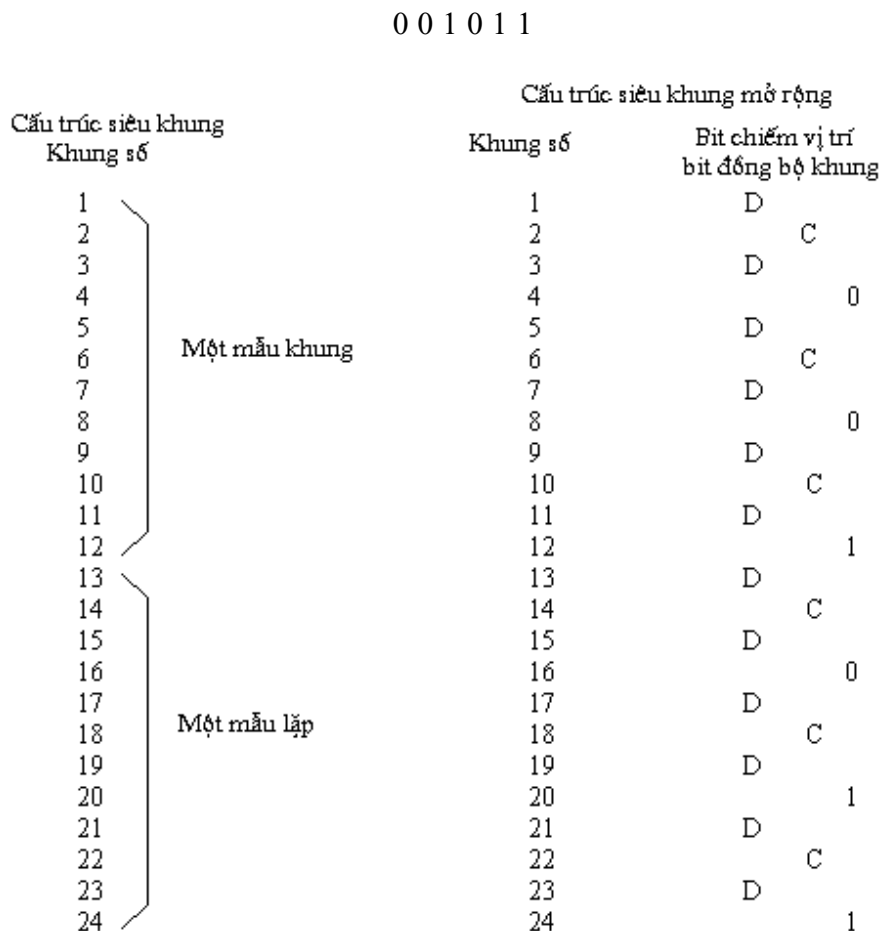 0 0 1 0 1 1
Cấu trúc siêu khung mở rộng
Cấu trúc siêu khung
Khung số
Khung số
Bit chiếm vị trí
bit đồng bộ khung
1 1 D
2 2 C
3 3 D
4 4 0
5 5 D
Một mẫu khung
6 6 C
7 7 D
8 8 0
9 9 D
10 10 C
11 11 D
12 12 1
13 13 D
14 14 C
15 15 D
16 16 0
17 17 D
Một mẫu lặp
18 18 C
19 19 D
20 20 1
21 21 D
22 22 C
23 23 D
24 24 1